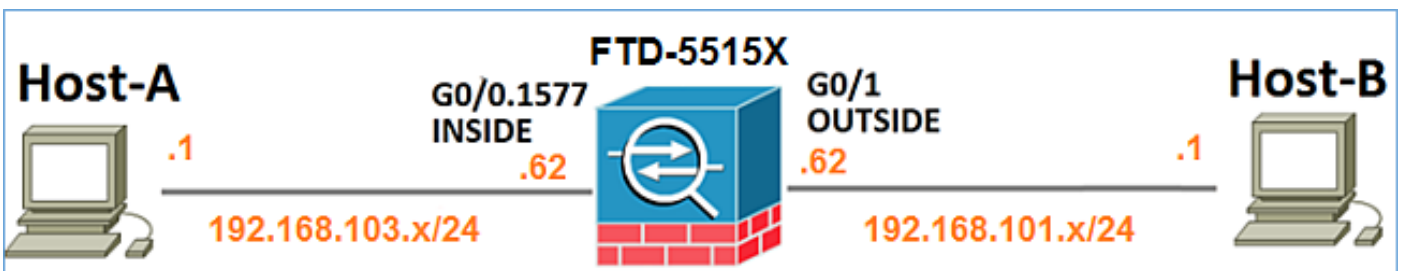 FTD-5515X
Host-A
G0/0.1577
INSIDE
G0/1
OUTSIDE
Host-B
.1
.62
.62
.1
192.168.103.x/24
192.168.101.x/24